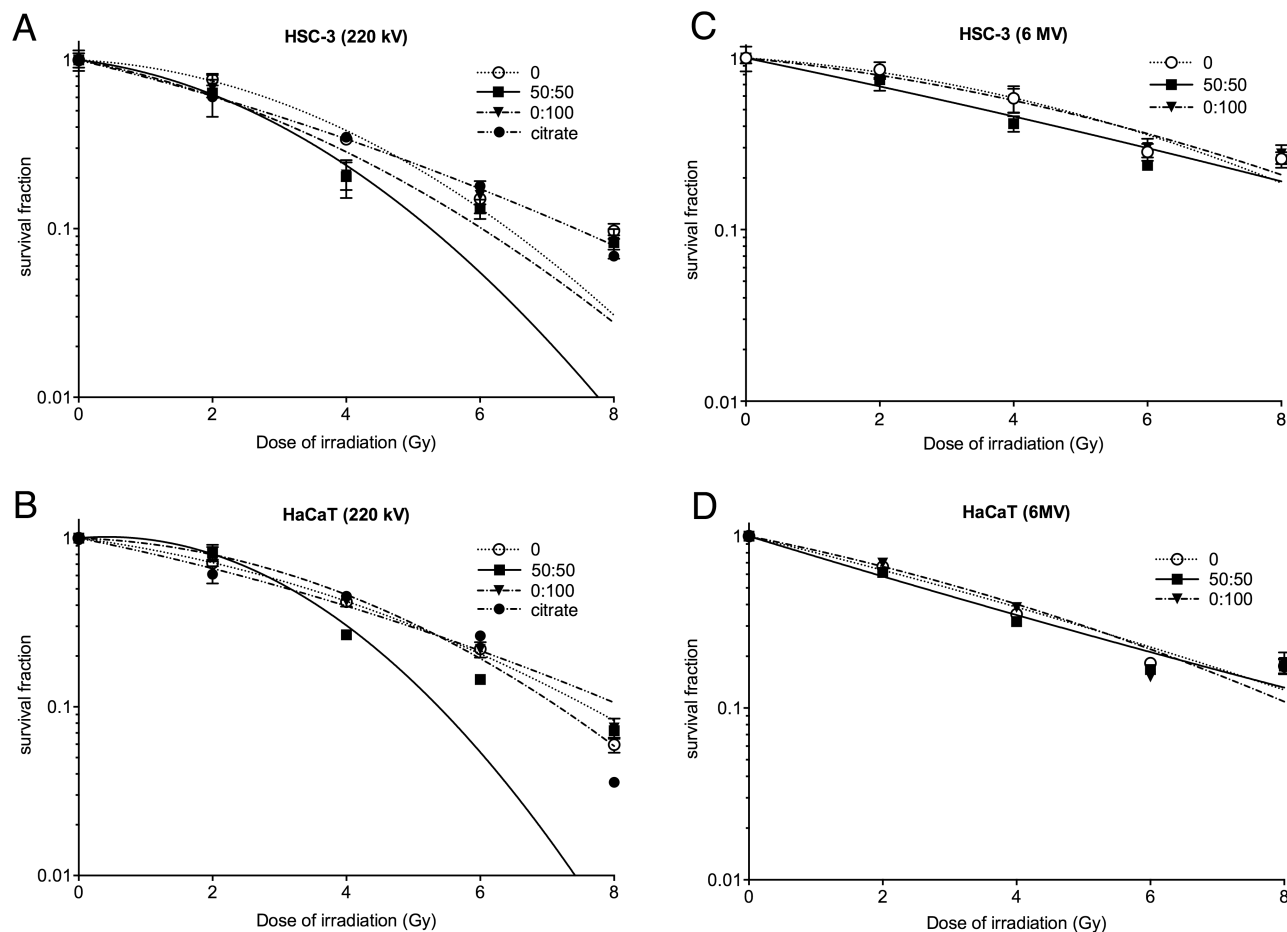 A
HSC-3 (220 kV)
0
50:50
0:100
citrate
survival fraction
1
0.1
0.01
0 2 4 6 8
Dose of irradiation (Gy)
C
HSC-3 (6 MV)
0
50:50
0:100
survival fraction
1
0.1
0.01
0 2 4 6 8
Dose of irradiation (Gy)
B
HaCaT (220 kV)
0
50:50
0:100
citrate
survival fraction
1
0.1
0.01
0 2 4 6 8
Dose of irradiation (Gy)
D
HaCaT (6MV)
0
50:50
0:100
survival fraction
1
0.1
0.01
0 2 4 6 8
Dose of irradiation (Gy)